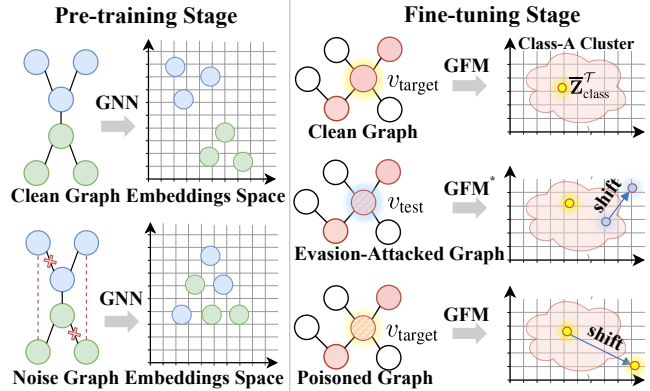 Pre-training Stage
GNN
Clean Graph Embeddings Space
GNN
Noise Graph Embeddings Space
Fine-tuning Stage
v_target
GFM
Class-A Cluster
Z̄^𝒯_class
Clean Graph
v_test
GFM*
shift
Evasion-Attacked Graph
v_target
GFM
shift
Poisoned Graph